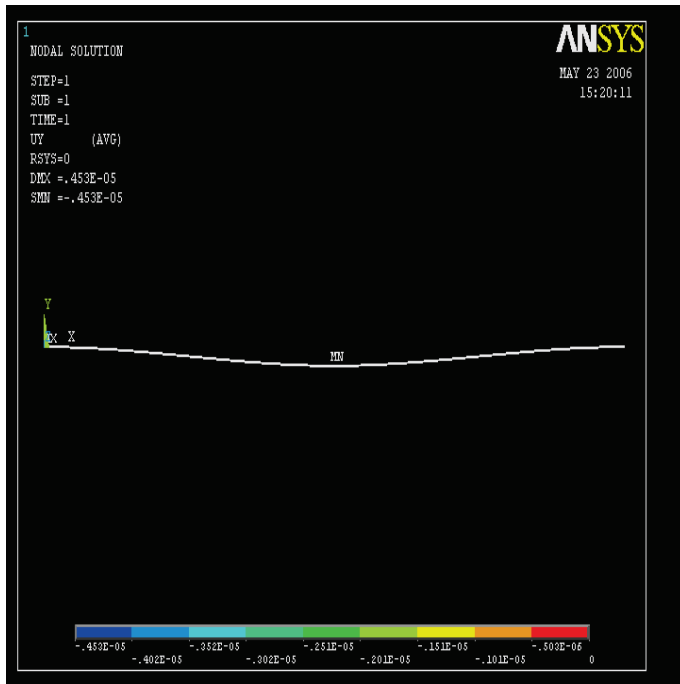 1
NODAL SOLUTION
ANSYS
MAY 23 2006
15:20:11
STEP=1
SUB =1
TIME=1
UY (AVG)
RSYS=0
DMX =.453E-05
SMN =-.453E-05
Y
X X
MN
-.453E-05 -.352E-05 -.251E-05 -.151E-05 -.503E-06
-.402E-05 -.302E-05 -.201E-05 -.101E-05 0